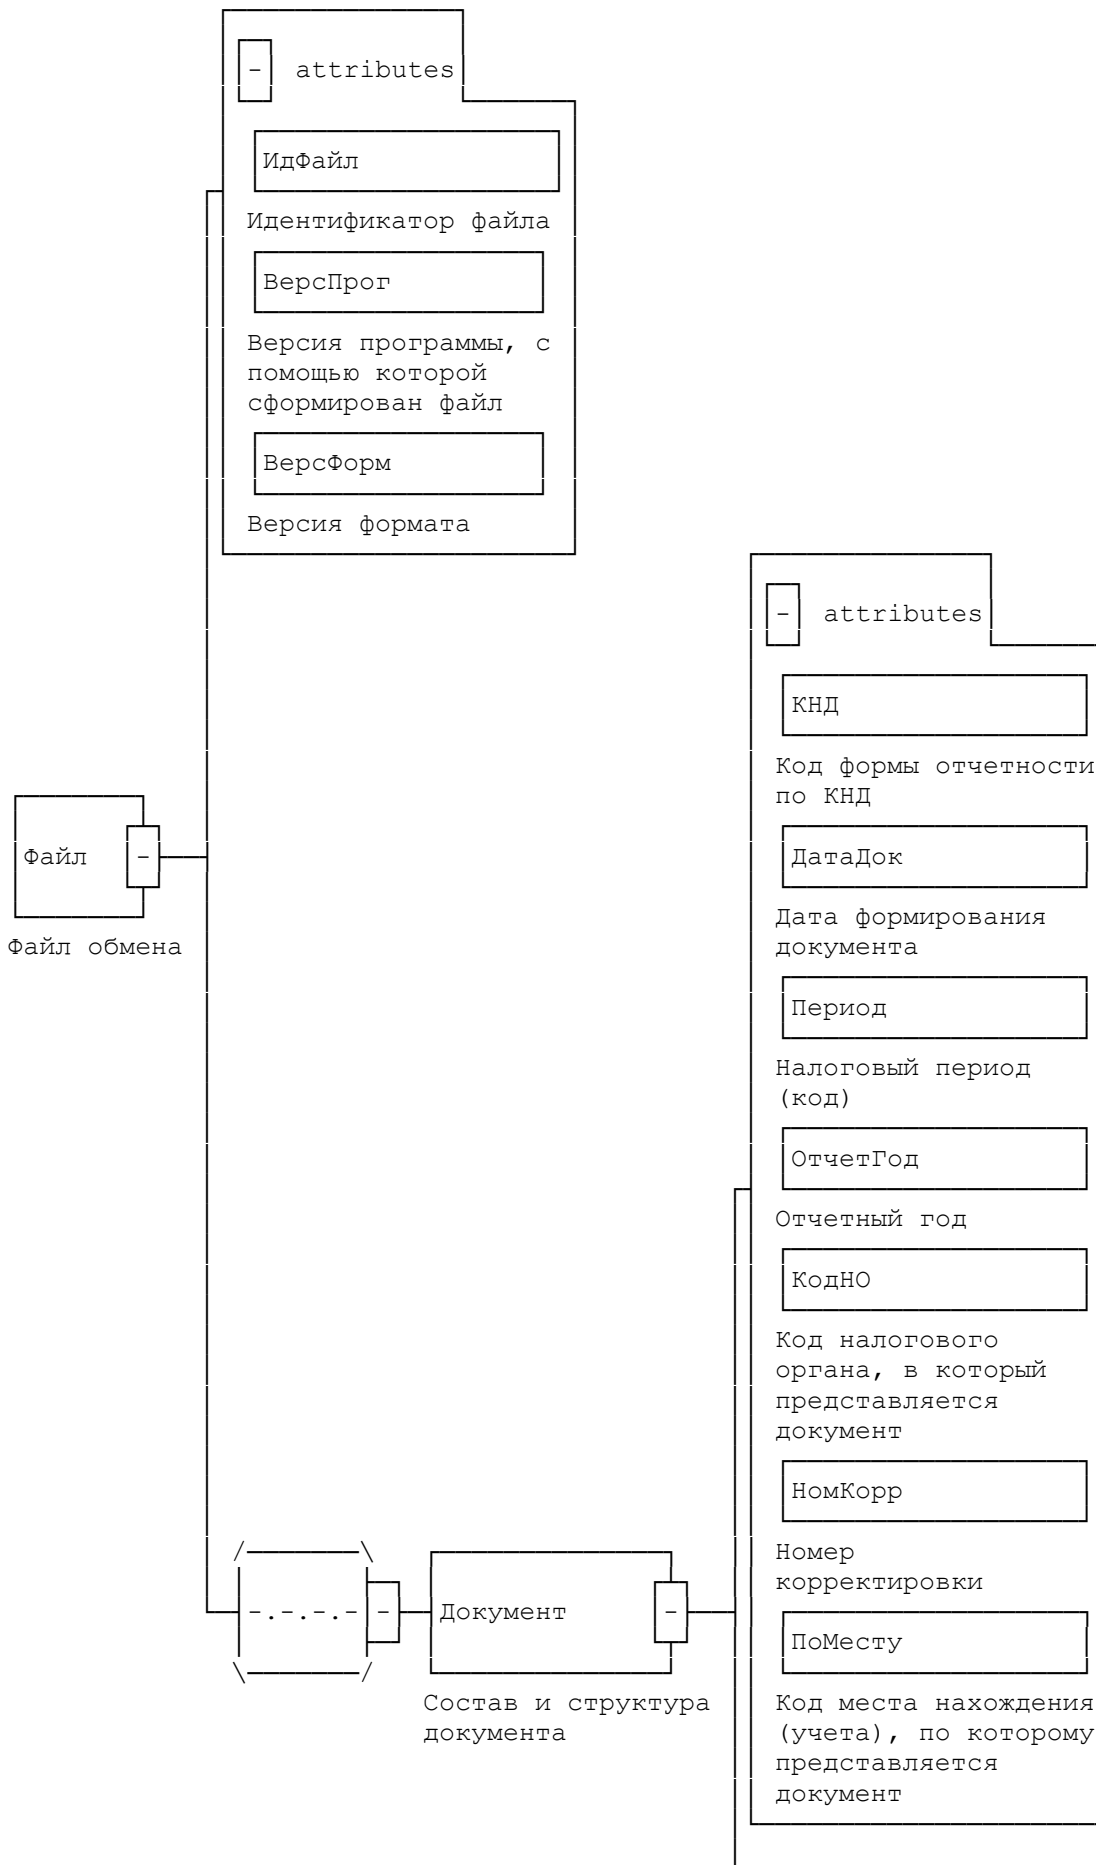 - attributes
ИдФайл
Идентификатор файла
ВерсПрог
Версия программы, с
помощью которой
сформирован файл
ВерсФорм
Версия формата
- attributes
КНД
Код формы отчетности
по КНД
Файл -
Файл обмена
ДатаДок
Дата формирования
документа
Период
Налоговый период
(код)
ОтчетГод
Отчетный год
КодНО
Код налогового
органа, в который
представляется
документ
НомКорр
Номер
корректировки
-.-.-.- - Документ -
Состав и структура
документа
ПоМесту
Код места нахождения
(учета), по которому
представляется
документ